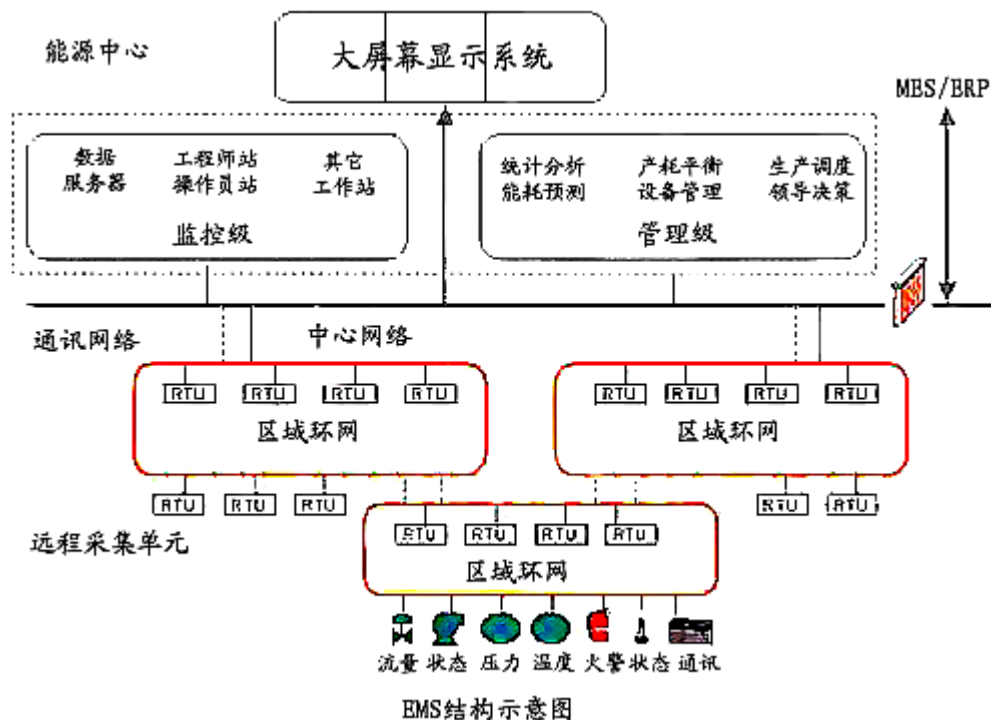 能源中心
大屏幕显示系统
MES/ERP
数据
服务器
工程师站
操作员站
其它
工作站
监控级
统计分析
能耗预测
产耗平衡
设备管理
生产调度
领导决策
管理级
通讯网络
中心网络
RTU RTU RTU RTU
区域环网
RTU RTU RTU RTU
区域环网
RTU RTU RTU
RTU RTU
远程采集单元
RTU RTU RTU RTU
区域环网
流量 状态 压力 温度 火警 状态 通讯
EMS结构示意图